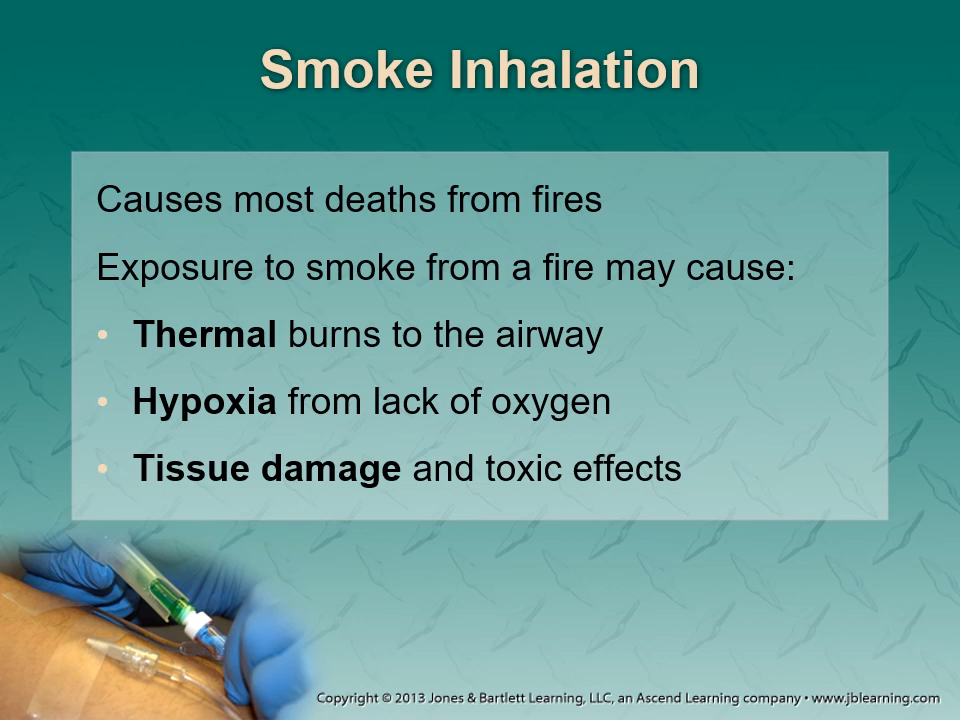 Smoke Inhalation
Causes most deaths from fires
Exposure to smoke from a fire may cause:
• Thermal burns to the airway
• Hypoxia from lack of oxygen
• Tissue damage and toxic effects
Copyright © 2013 Jones & Bartlett Learning, LLC, an Ascend Learning company • www.jblearning.com